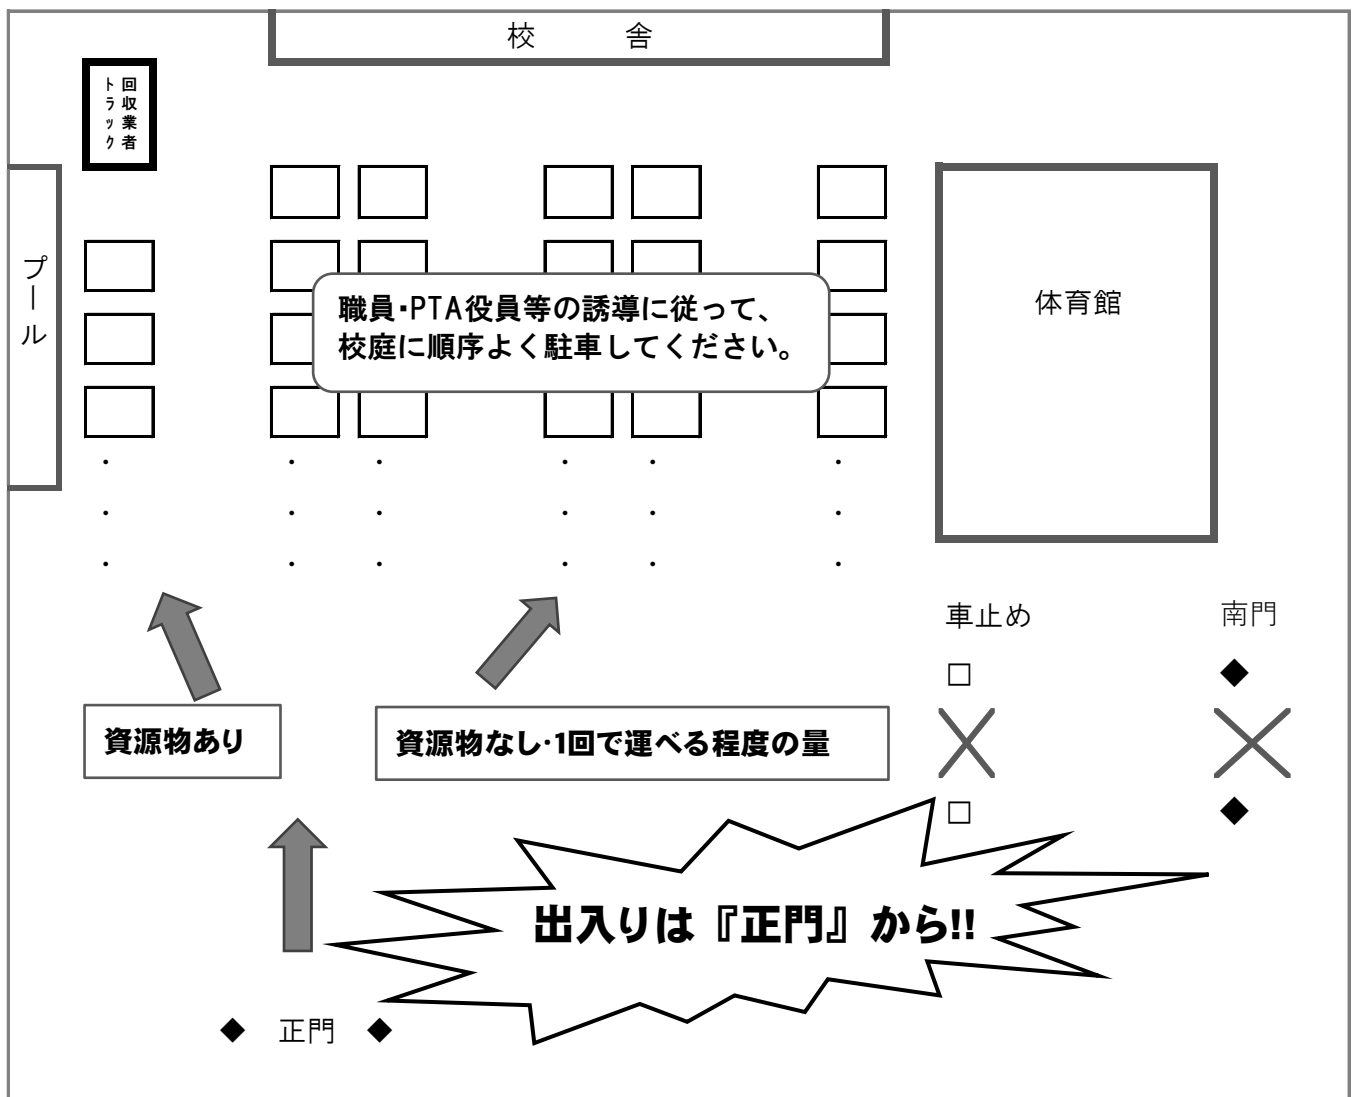 校　舎
回収業者
トラック
プール
職員・PTA役員等の誘導に従って、
校庭に順序よく駐車してください。
体育館
車止め
南門
資源物あり
資源物なし・1回で運べる程度の量
出入りは『正門』から!!
正門